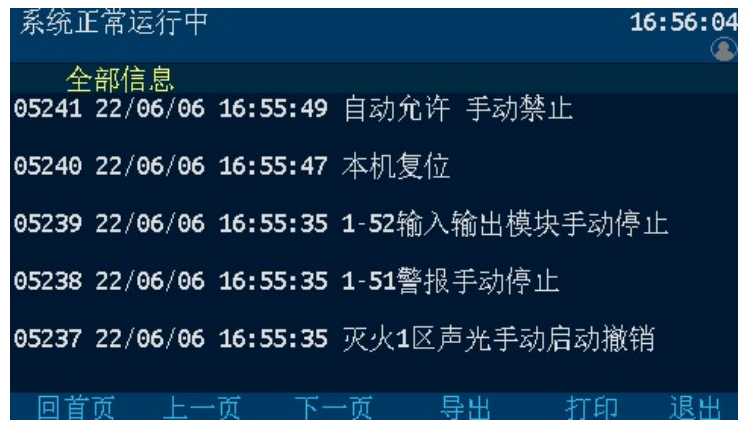 系统正常运行中 16:56:04
全部信息
05241 22/06/06 16:55:49 自动允许 手动禁止
05240 22/06/06 16:55:47 本机复位
05239 22/06/06 16:55:35 1-52输入输出模块手动停止
05238 22/06/06 16:55:35 1-51警报手动停止
05237 22/06/06 16:55:35 灭火1区声光手动启动撤销
回首页 上一页 下一页 导出 打印 退出